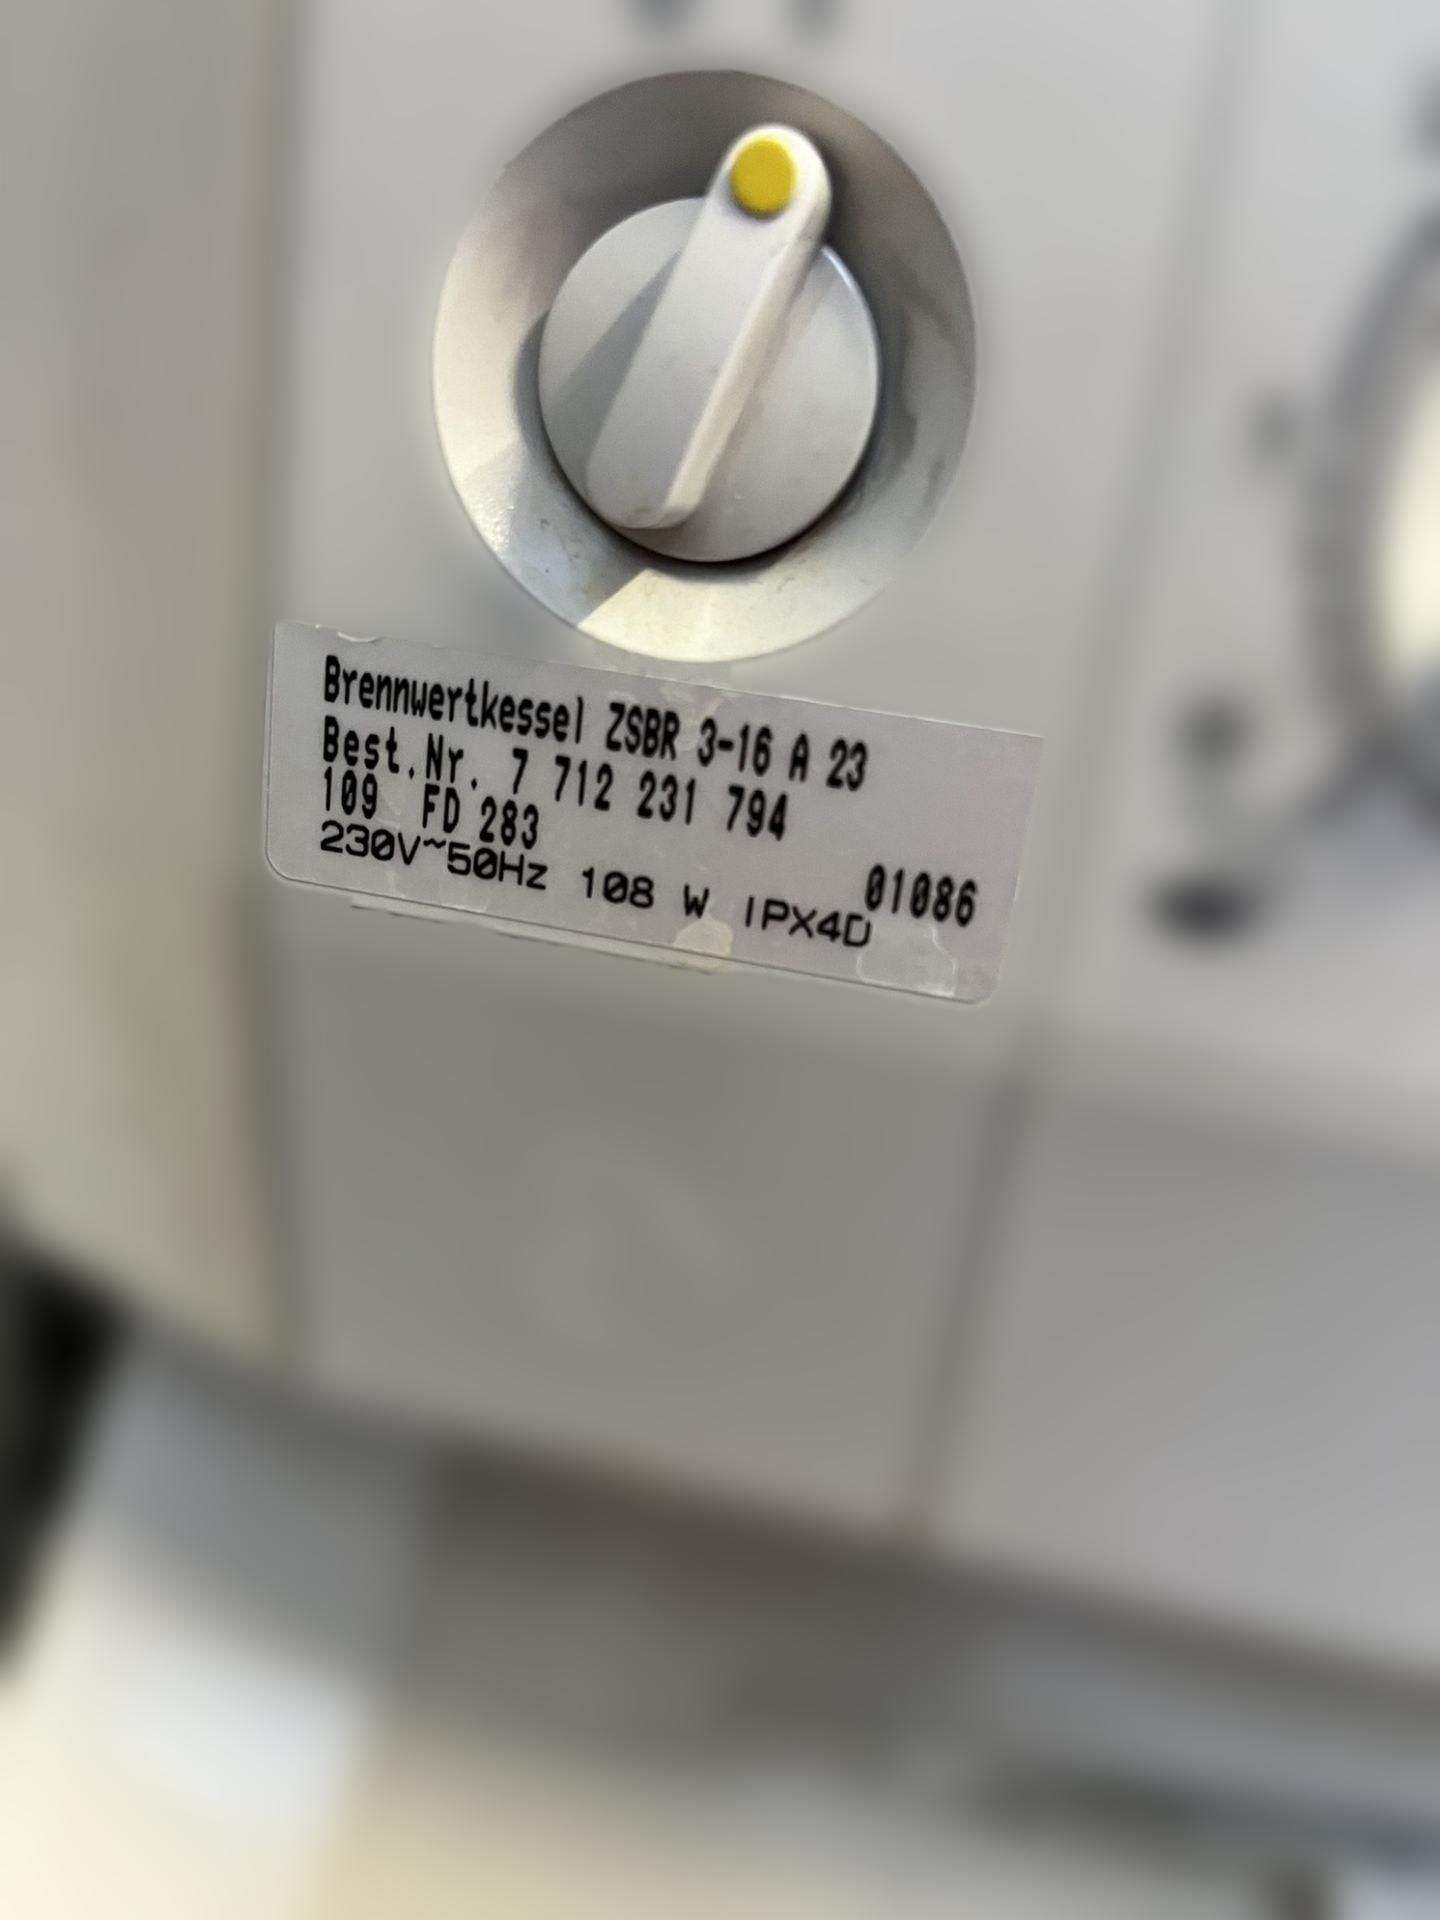 Brennwertkessel ZSBR 3-16 A 23
Best.Nr. 7 712 231 794
109 FD 283
01086
230V~50Hz 108 W IPX4D